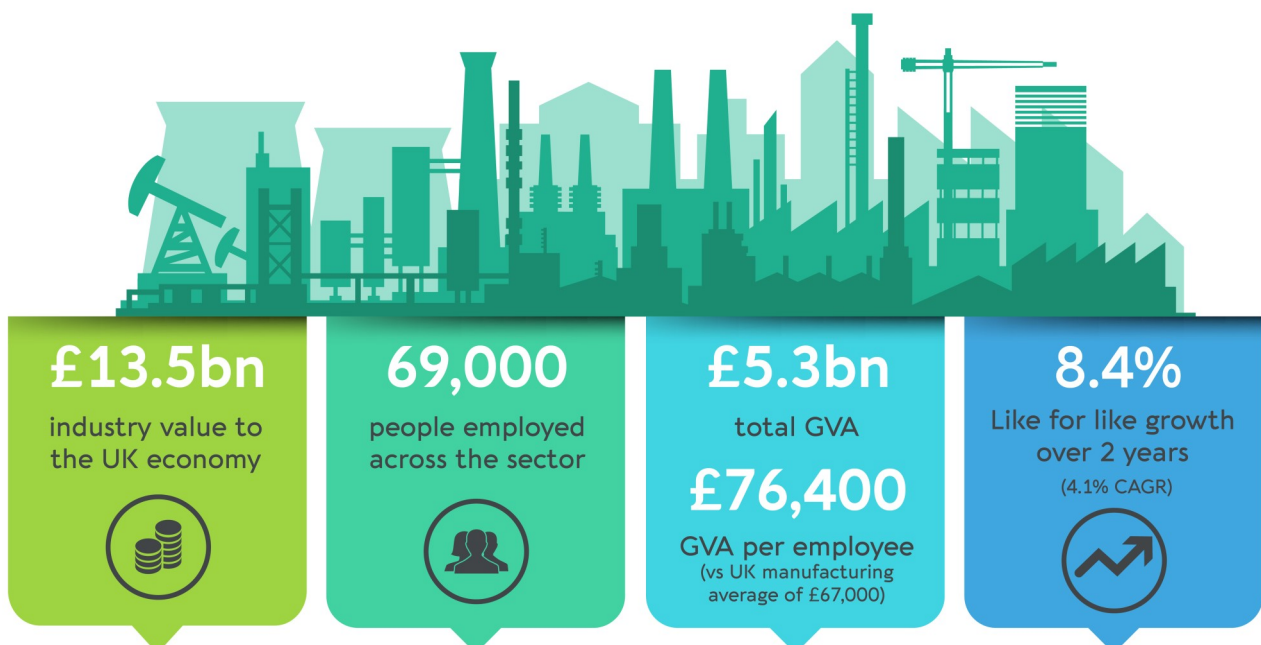 £13.5bn
industry value to
the UK economy
69,000
people employed
across the sector
£5.3bn
total GVA
£76,400
GVA per employee
(vs UK manufacturing
average of £67,000)
8.4%
Like for like growth
over 2 years
(4.1% CAGR)